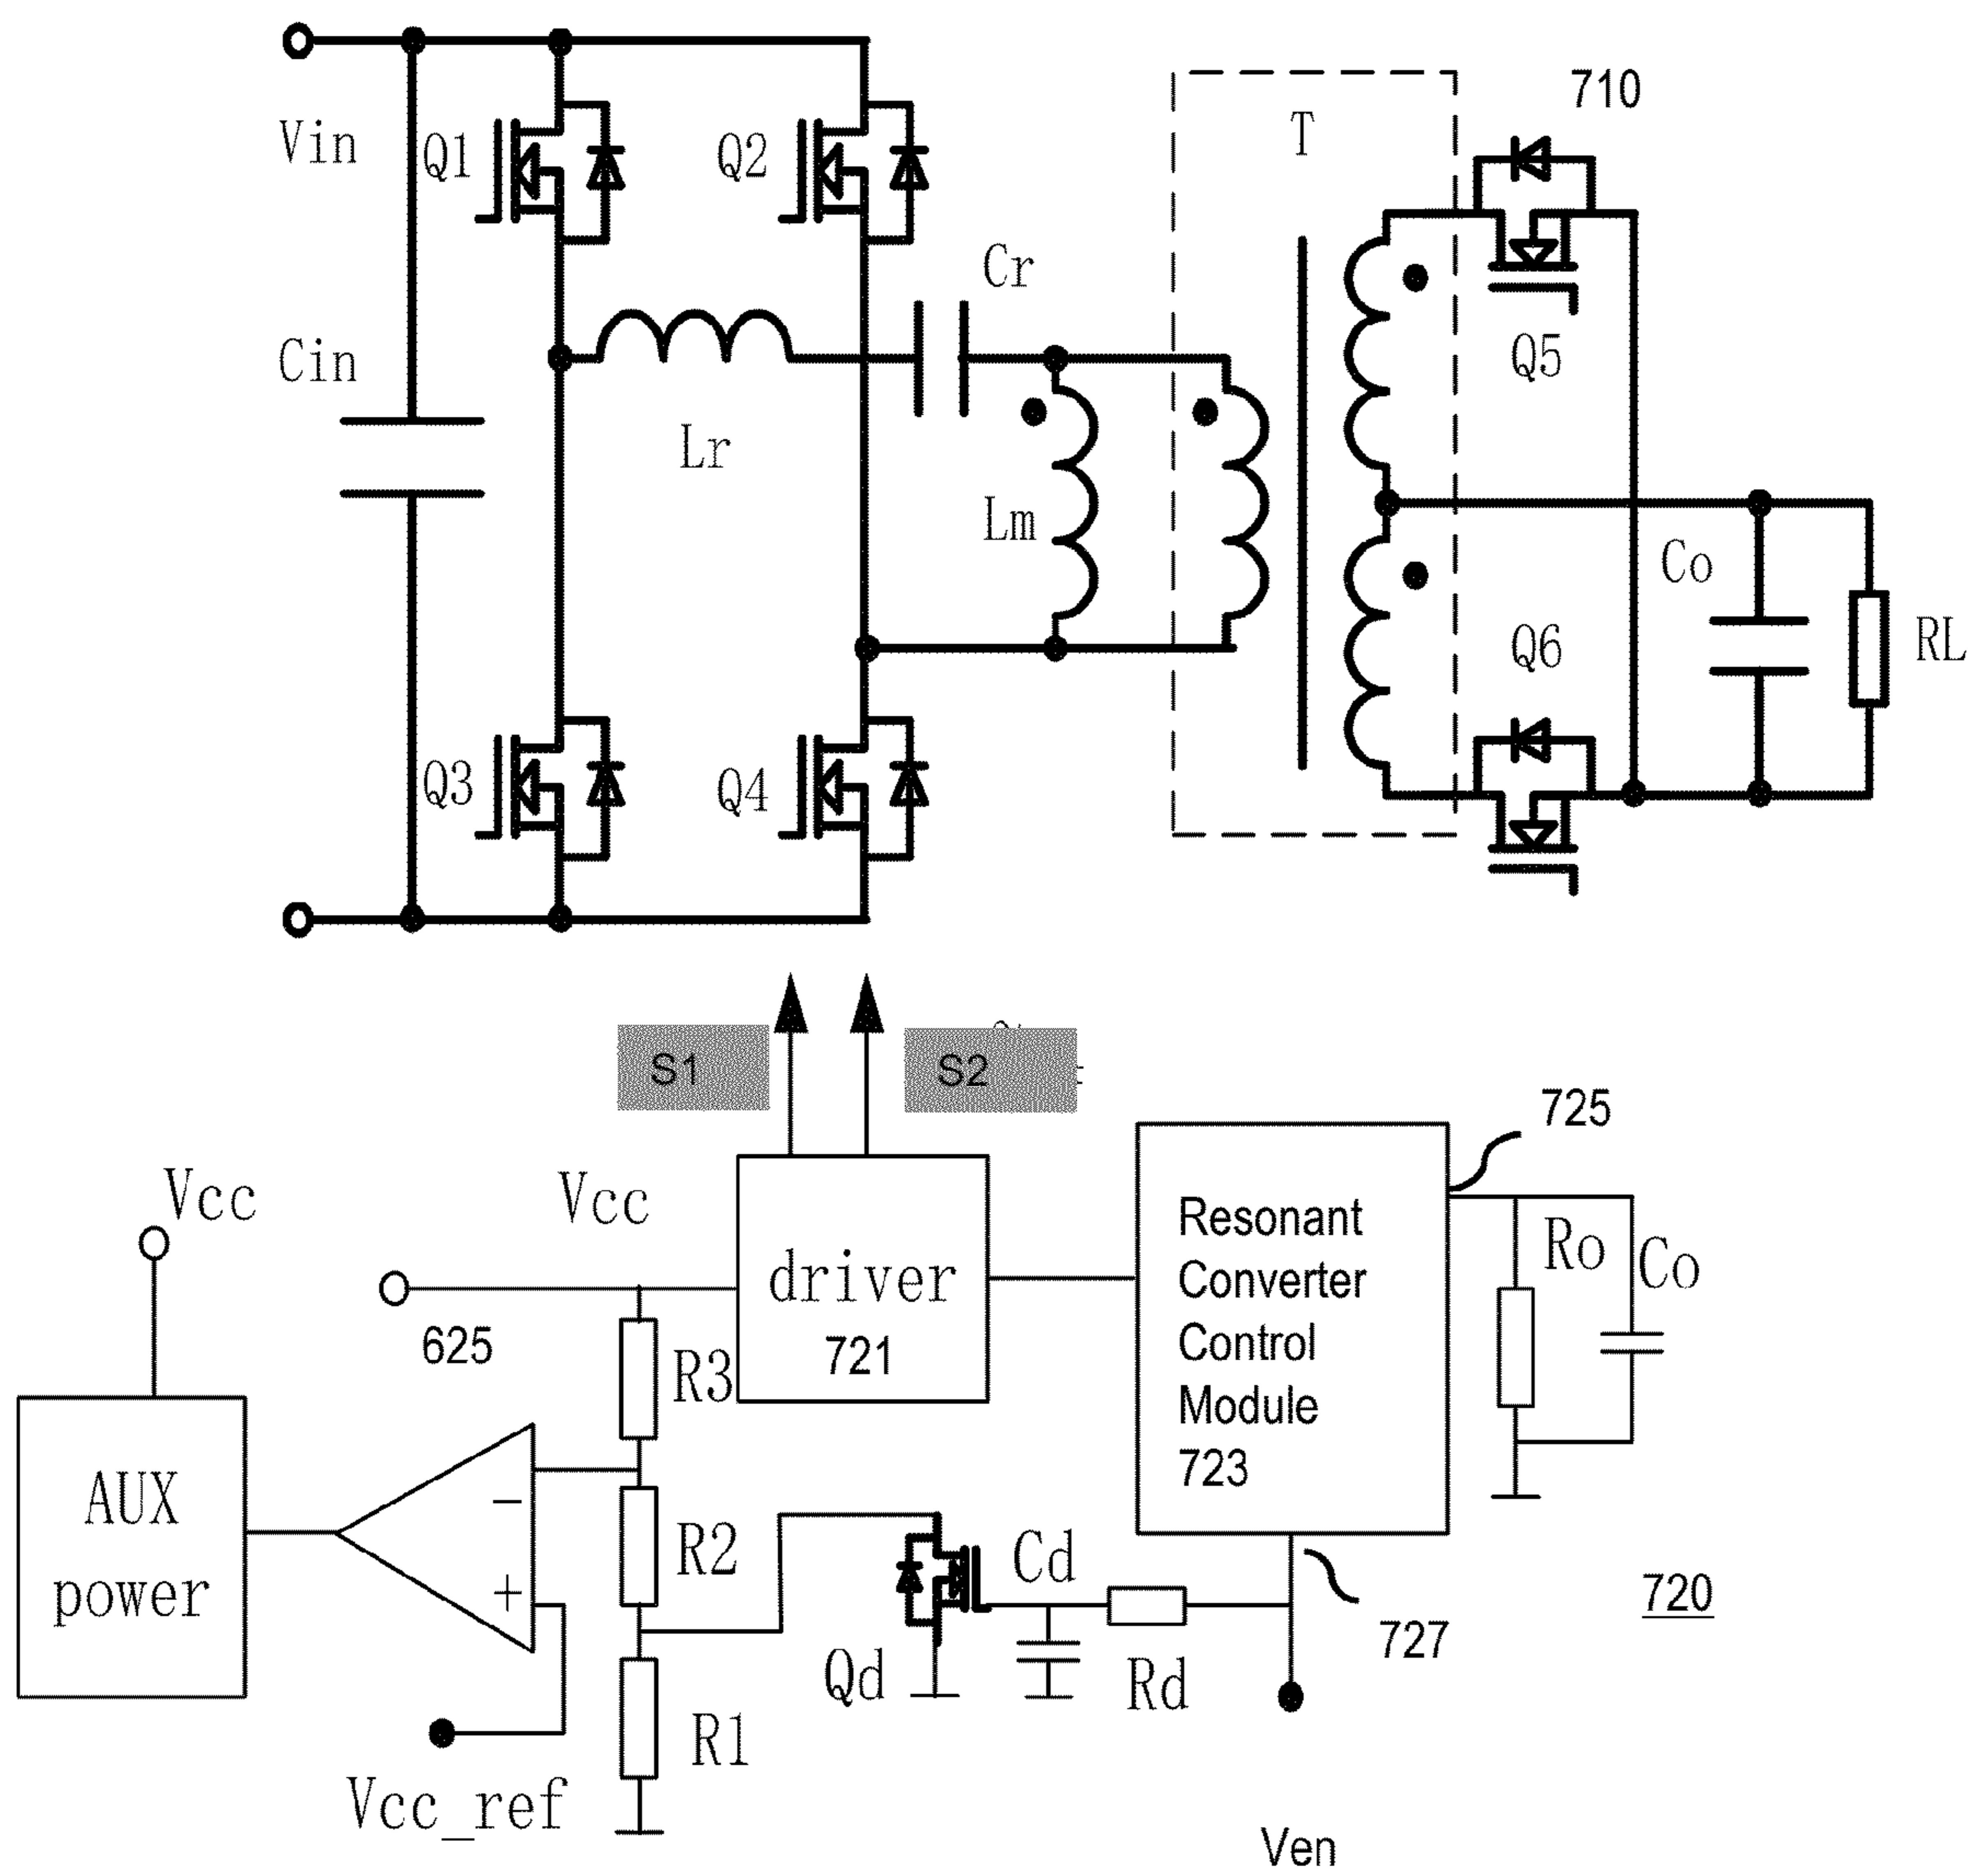 710
T
Vin
Q1
Q2
Cr
Q5
Cin
Lr
Lm
Co
Q6
RL
Q3
Q4
S1
S2
725
Vcc
Vcc
Ro
Co
Resonant
Converter
Control
Module
723
driver
721
625
R3
AUX
power
−
+
R2
Cd
720
727
Qd
Rd
R1
Vcc_ref
Ven